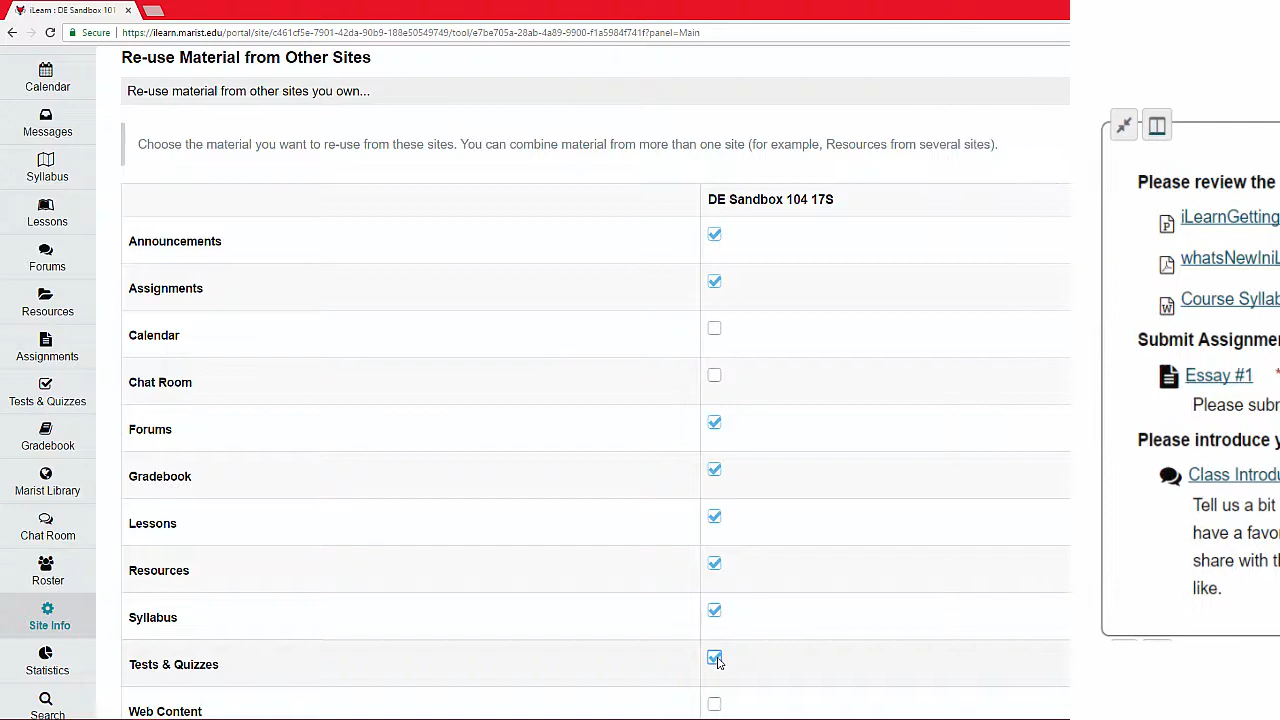 iLearn : DE Sandbox 101
Secure https://ilearn.marist.edu/portal/site/c461cf5e-7901-42da-90b9-188e50549749/tool/e7be705a-28ab-4a89-9900-f1a5984f741f?panel=Main
Calendar
Messages
Syllabus
Lessons
Forums
Resources
Assignments
Tests & Quizzes
Gradebook
Marist Library
Chat Room
Roster
Site Info
Statistics
Search
Re-use Material from Other Sites
Re-use material from other sites you own...
Choose the material you want to re-use from these sites. You can combine material from more than one site (for example, Resources from several sites).
DE Sandbox 104 17S
Announcements
Assignments
Calendar
Chat Room
Forums
Gradebook
Lessons
Resources
Syllabus
Tests & Quizzes
Web Content
Please review the
iLearnGetting
whatsNewIniL
Course Syllab
Submit Assignmen
Essay #1 *
Please subm
Please introduce y
Class Introdu
Tell us a bit
have a favo
share with th
like.